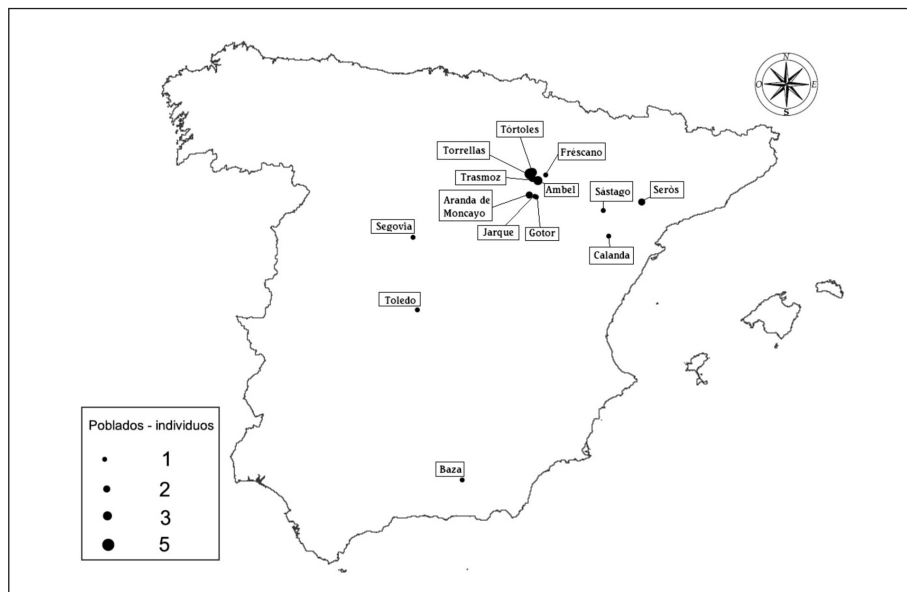 N
O
E
S
Tórtoles
Torrellas
Fréscano
Trasmoz
Ambel
Aranda de
Moncayo
Sástago
Seròs
Jarque
Gotor
Segovia
Calanda
Toledo
Baza
Poblados - individuos
1
2
3
5